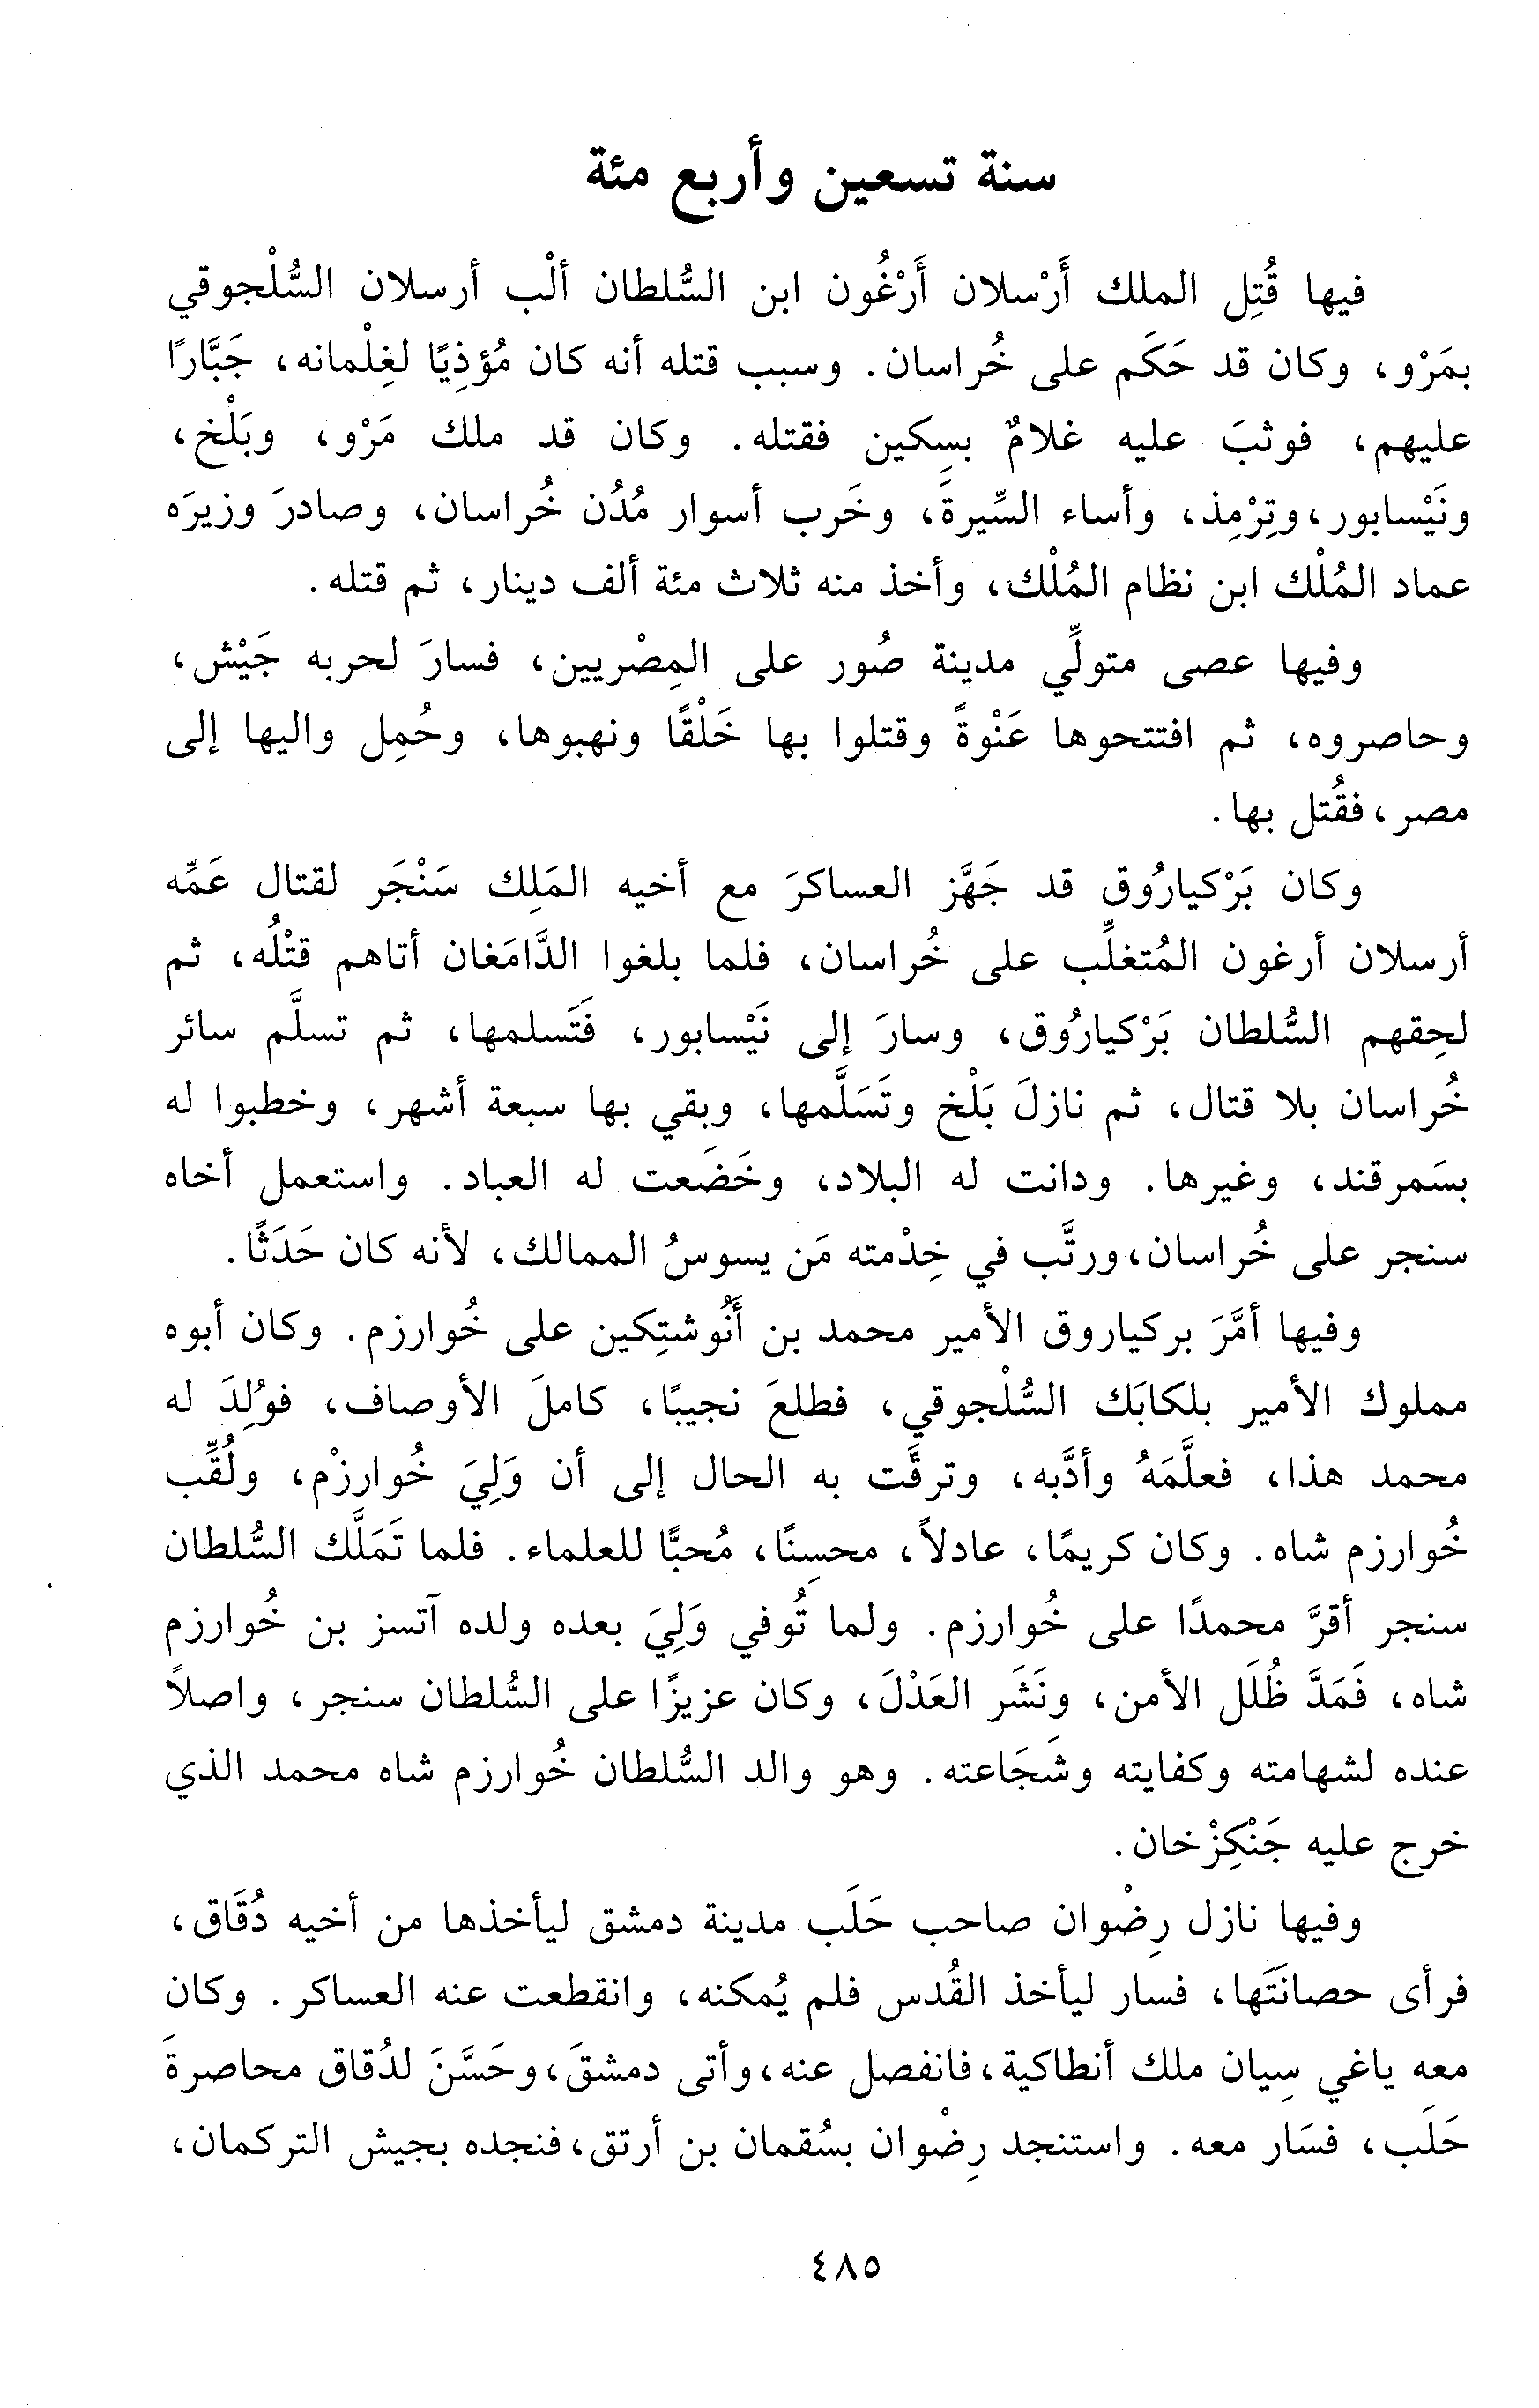 سنة تسعين وأربع مئة
فيها قُتِل الملك أَرْسلان أَرْغُون ابن السُّلطان ألْب أرسلان السُّلْجوقي
بمَرْو، وكان قد حَكَم على خُراسان. وسبب قتله أنه كان مُؤذِيًا لغِلْمانه، جَبَّارًا
عليهم، فوثبَ عليه غلامٌ بسِكين فقتله. وكان قد ملك مَرْو، وبَلْخ،
ونَيْسابور، وتِرْمِذ، وأساء السِّيرةَ، وخَرب أسوار مُدُن خُراسان، وصادرَ وزيرَه
عماد المُلْك ابن نظام المُلْك، وأخذ منه ثلاث مئة ألف دينار، ثم قتله.
وفيها عصى متولِّي مدينة صُور على المِصْريين، فسارَ لحربه جَيْش،
وحاصروه، ثم افتتحوها عَنْوةً وقتلوا بها خَلْقًا ونهبوها، وحُمِل واليها إلى
مصر، فقُتل بها.
وكان بَرْكيارُوق قد جَهَّز العساكرَ مع أخيه المَلِك سَنْجَر لقتال عَمِّه
أرسلان أرغون المُتغلِّب على خُراسان، فلما بلغوا الدَّامَغان أتاهم قتْلُه، ثم
لحِقهم السُّلطان بَرْكيارُوق، وسارَ إلى نَيْسابور، فتَسلمها، ثم تسلَّم سائر
خُراسان بلا قتال، ثم نازلَ بَلْخ وتَسَلَّمها، وبقي بها سبعة أشهر، وخطبوا له
بسَمرقند، وغيرها. ودانت له البلاد، وخَضَعت له العباد. واستعمل أخاه
سنجر على خُراسان، ورتَّب في خِدْمته مَن يسوسُ الممالك، لأنه كان حَدَثًا.
وفيها أمَّرَ بركياروق الأمير محمد بن أَنُوشتِكين على خُوارزم. وكان أبوه
مملوك الأمير بلكابَك السُّلْجوقي، فطلعَ نجيبًا، كاملَ الأوصاف، فوُلِدَ له
محمد هذا، فعلَّمَهُ وأدَّبه، وترقَّت به الحال إلى أن وَلِيَ خُوارزْم، ولُقِّب
خُوارزم شاه. وكان كريمًا، عادلاً، محسِنًا، مُحبًّا للعلماء. فلما تَمَلَّك السُّلطان
سنجر أقرَّ محمدًا على خُوارزم. ولما تُوفي وَلِيَ بعده ولده آتسز بن خُوارزم
شاه، فَمَدَّ ظُلَل الأمن، ونَشَر العَدْلَ، وكان عزيزًا على السُّلطان سنجر، واصلاً
عنده لشهامته وكفايته وشَجَاعته. وهو والد السُّلطان خُوارزم شاه محمد الذي
خرج عليه جَنْكِزْخان.
وفيها نازل رِضْوان صاحب حَلَب مدينة دمشق ليأخذها من أخيه دُقَاق،
فرأى حصانَتَها، فسار ليأخذ القُدس فلم يُمكنه، وانقطعت عنه العساكر. وكان
معه ياغي سِيان ملك أنطاكية، فانفصل عنه، وأتى دمشقَ، وحَسَّنَ لدُقاق محاصرةَ
حَلَب، فسَار معه. واستنجد رِضْوان بسُقمان بن أرتق، فنجده بجيش التركمان،
٤٨٥